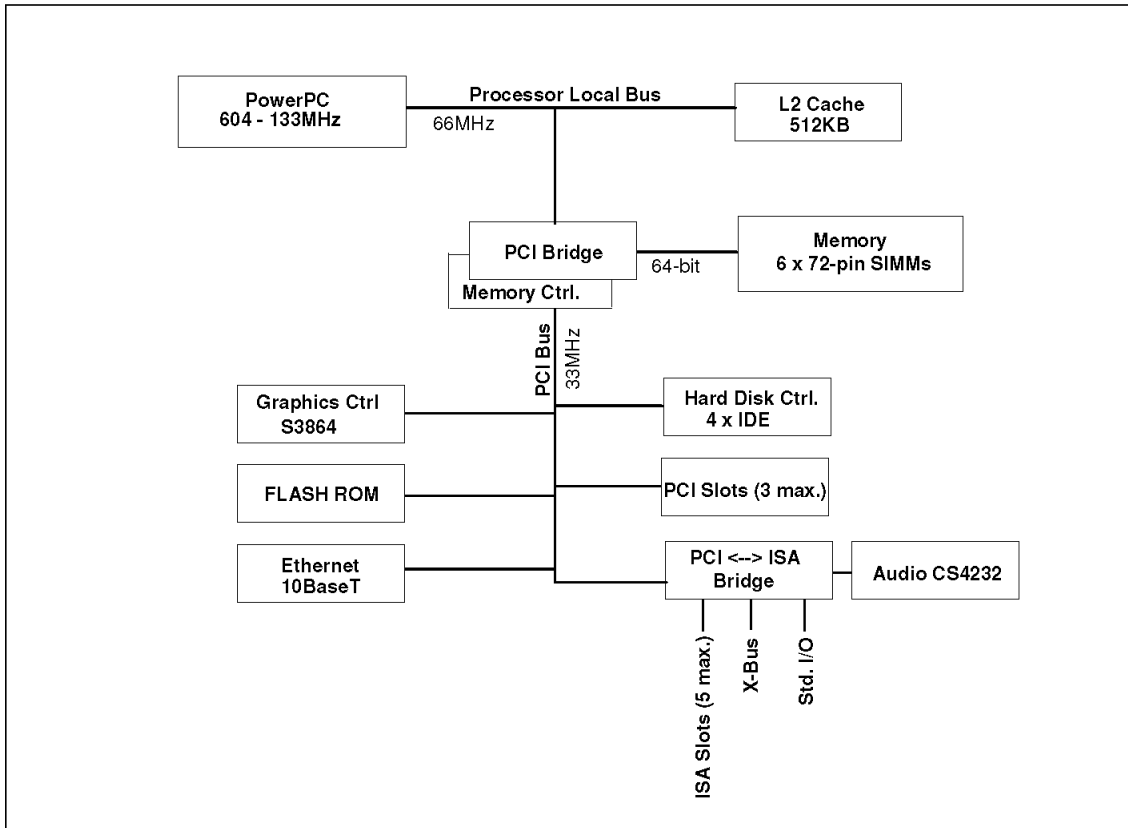 PowerPC
604 - 133MHz
Processor Local Bus
66MHz
L2 Cache
512KB
PCI Bridge
Memory Ctrl.
64-bit
Memory
6 x 72-pin SIMMs
PCI Bus
33MHz
Graphics Ctrl
S3864
Hard Disk Ctrl.
4 x IDE
FLASH ROM
PCI Slots (3 max.)
Ethernet
10BaseT
PCI <--> ISA
Bridge
Audio CS4232
ISA Slots (5 max.)
X-Bus
Std. I/O